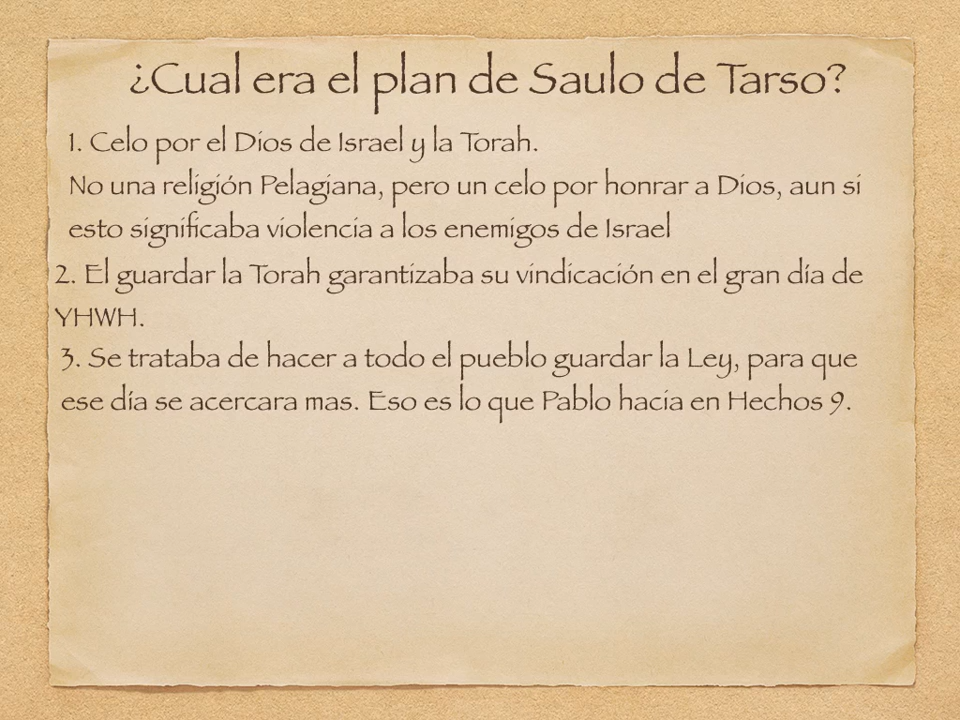 ¿Cual era el plan de Saulo de Tarso?
1. Celo por el Dios de Israel y la Torah.
No una religión Pelagiana, pero un celo por honrar a Dios, aun si
esto significaba violencia a los enemigos de Israel
2. El guardar la Torah garantizaba su vindicación en el gran día de
YHWH.
3. Se trataba de hacer a todo el pueblo guardar la Ley, para que
ese día se acercara mas. Eso es lo que Pablo hacia en Hechos 9.